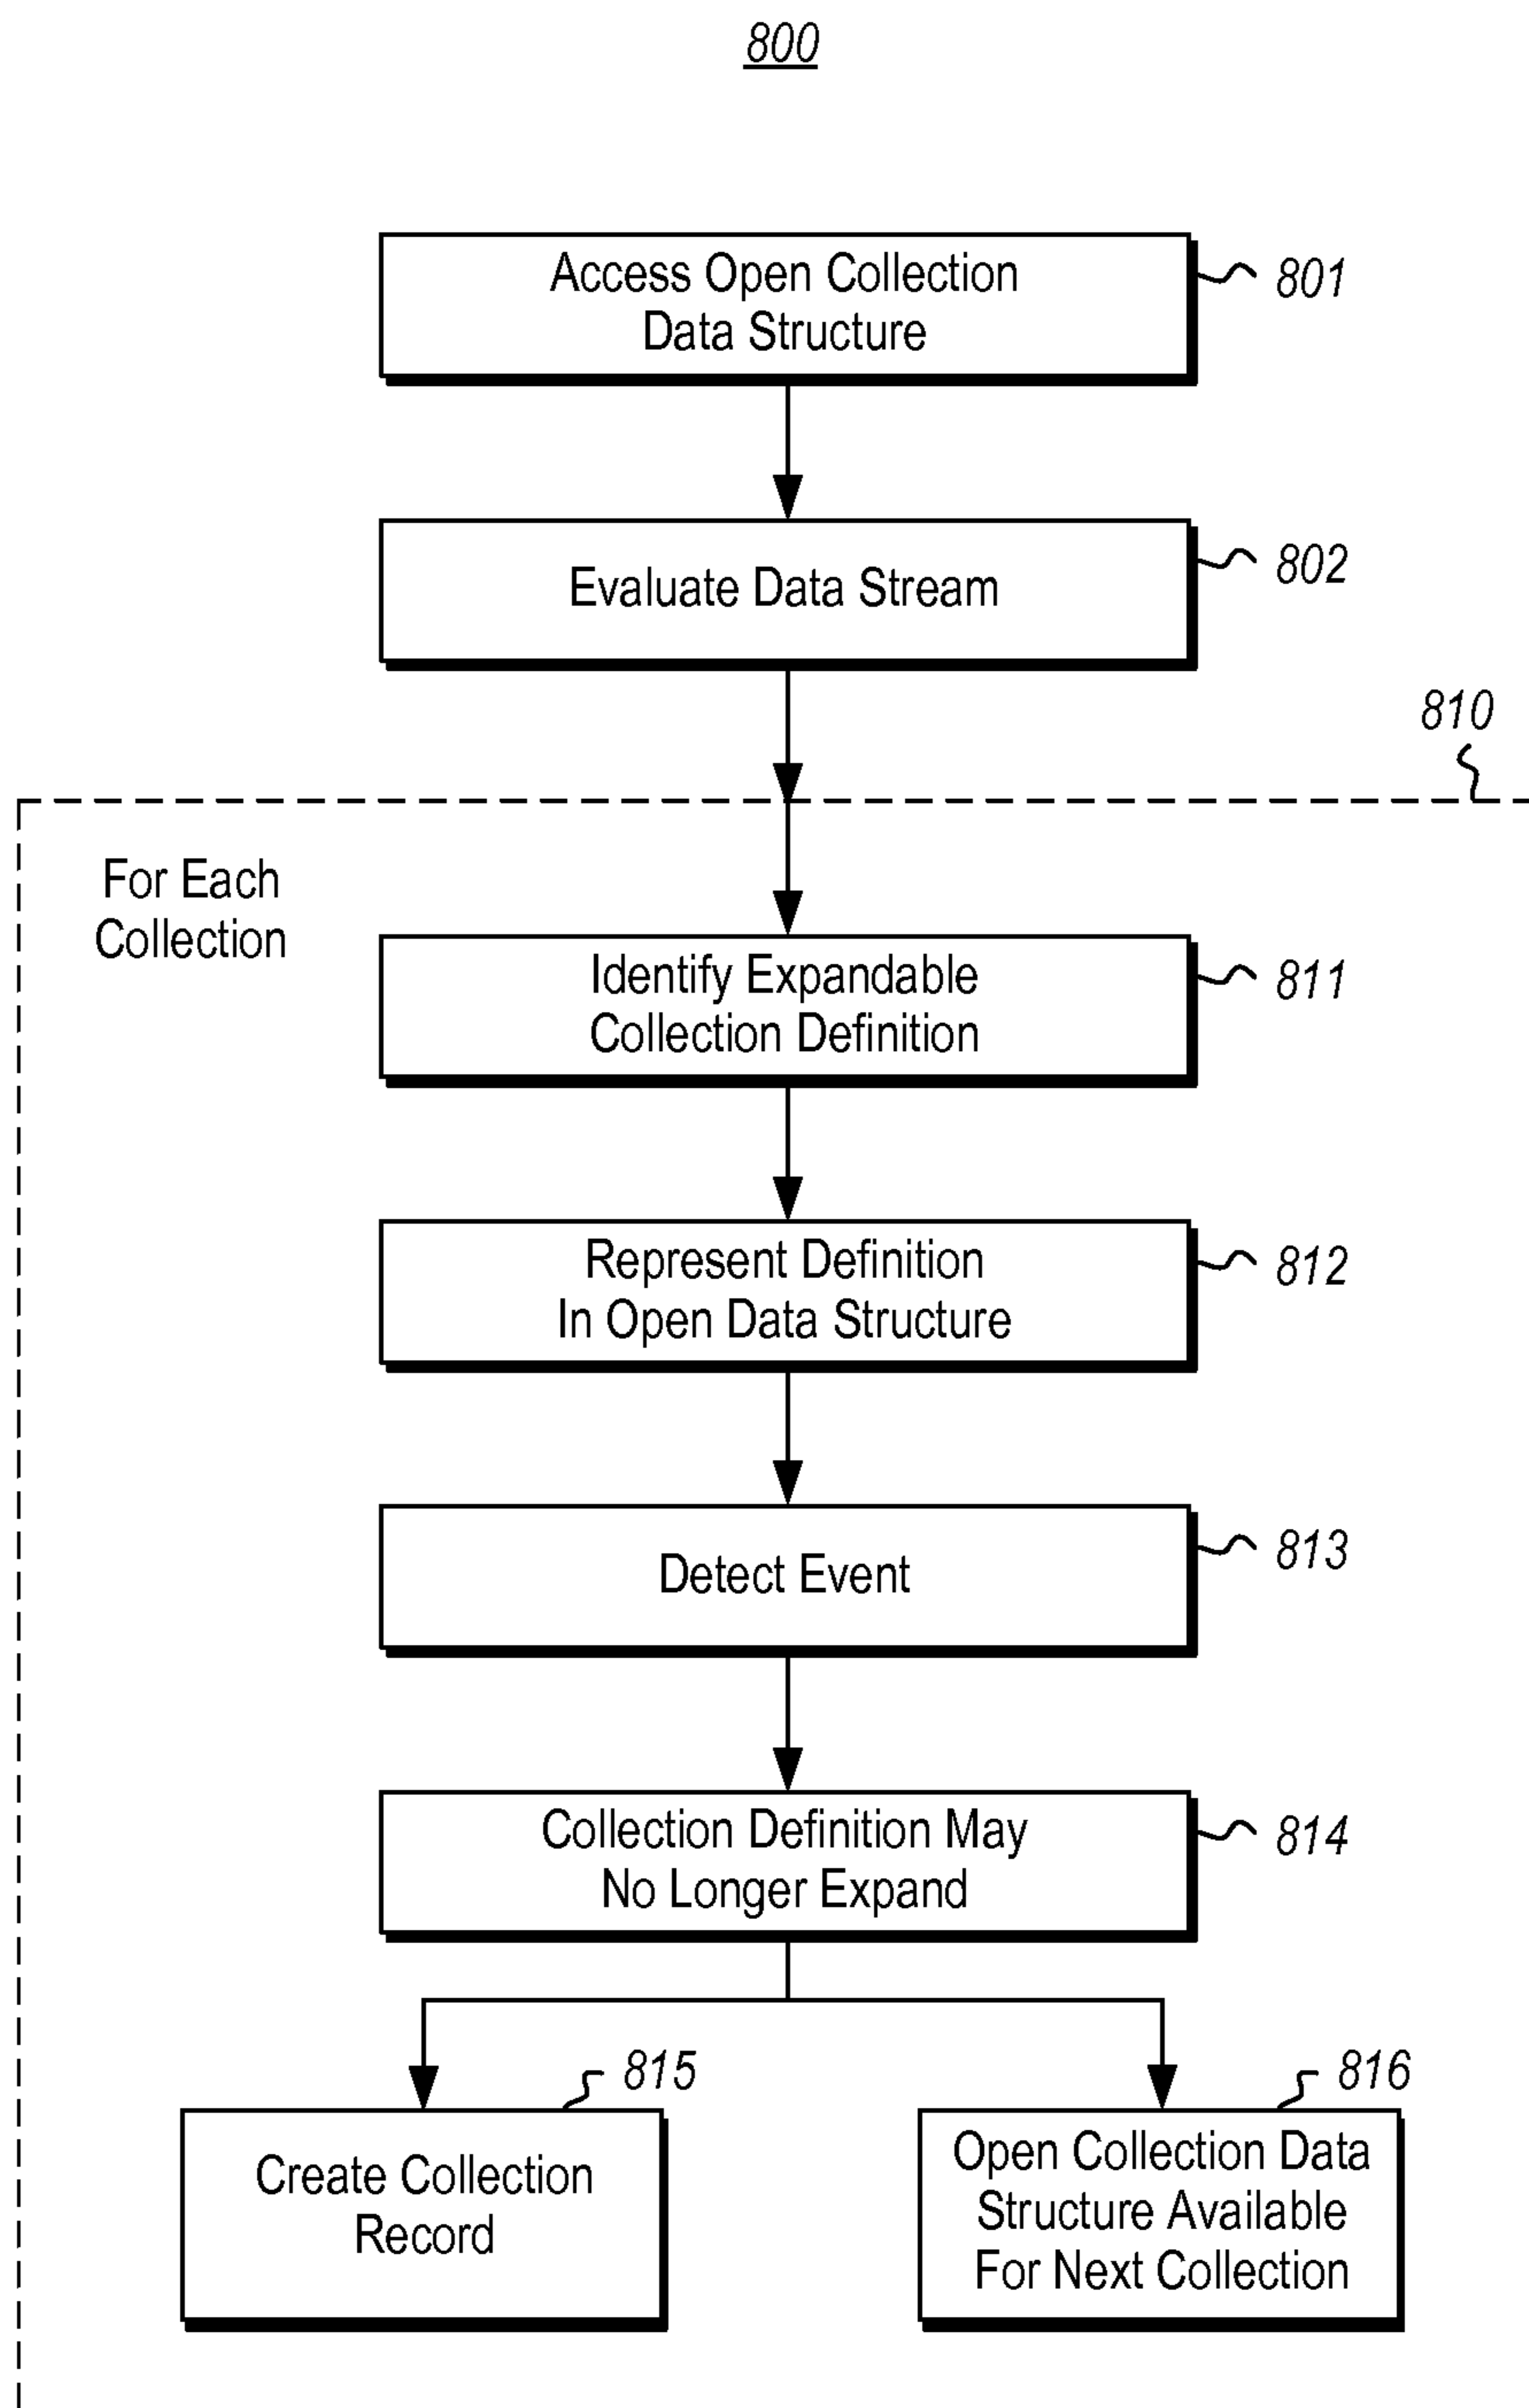 800
Access Open Collection
Data Structure
801
Evaluate Data Stream
802
810
For Each
Collection
Identify Expandable
Collection Definition
811
Represent Definition
In Open Data Structure
812
Detect Event
813
Collection Definition May
No Longer Expand
814
815
Create Collection
Record
816
Open Collection Data
Structure Available
For Next Collection